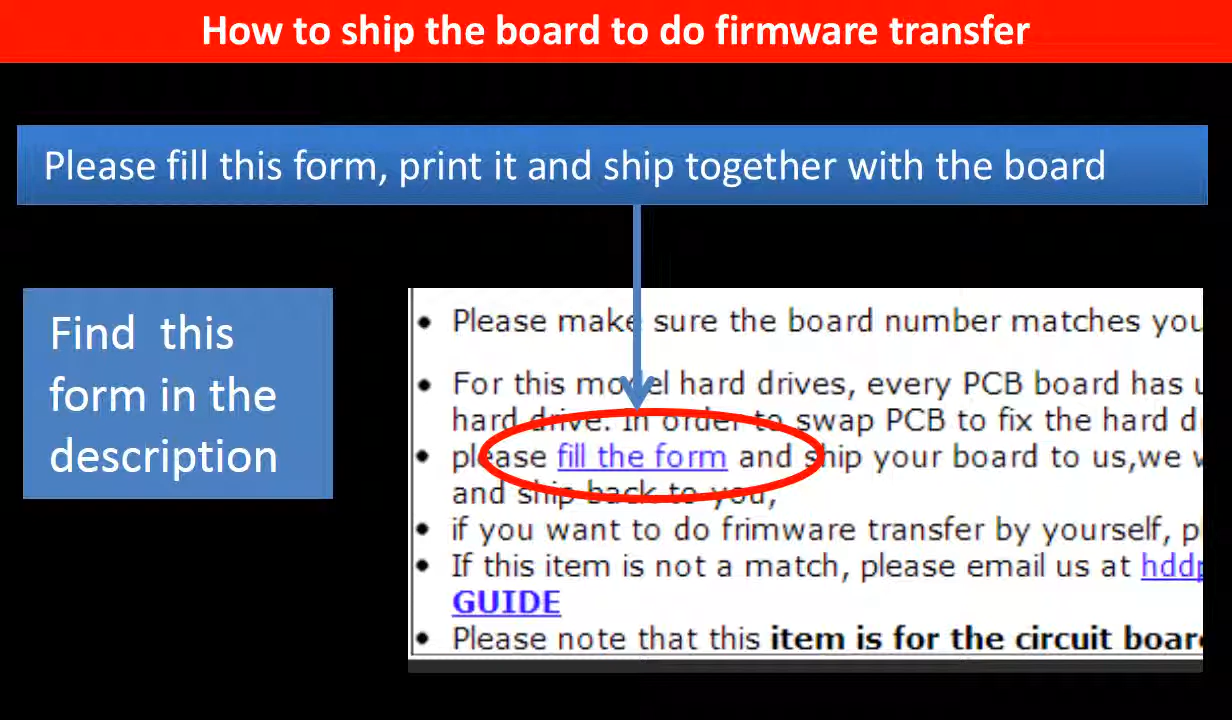 How to ship the board to do firmware transfer
Please fill this form, print it and ship together with the board
Find this
form in the
description
Please make sure the board number matches
For this model hard drives, every PCB board has
hard drive. In order to swap PCB to fix the hard
please fill the form and ship your board to us,we
and ship back to you,
if you want to do frimware transfer by yourself,
If this item is not a match, please email us at
GUIDE
Please note that this item is for the circuit